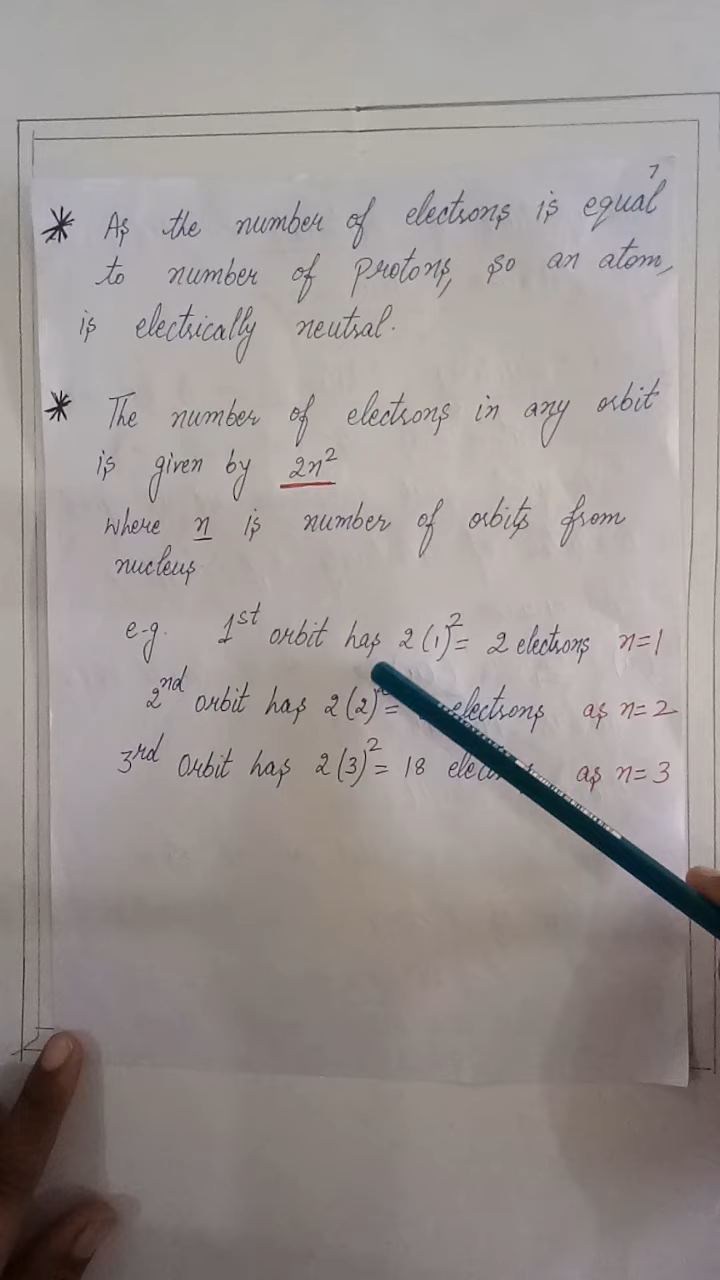 7
* As the number of electrons is equal
to number of protons, so an atom,
is electrically neutral.
* The number of electrons in any orbit
is given by 2n²
where n is number of orbits from
nucleus
e-g. 1st orbit has 2(1)² = 2 electrons n=1
2nd orbit has 2(2) = electrons as n=2
3rd orbit has 2(3)² = 18 as n=3